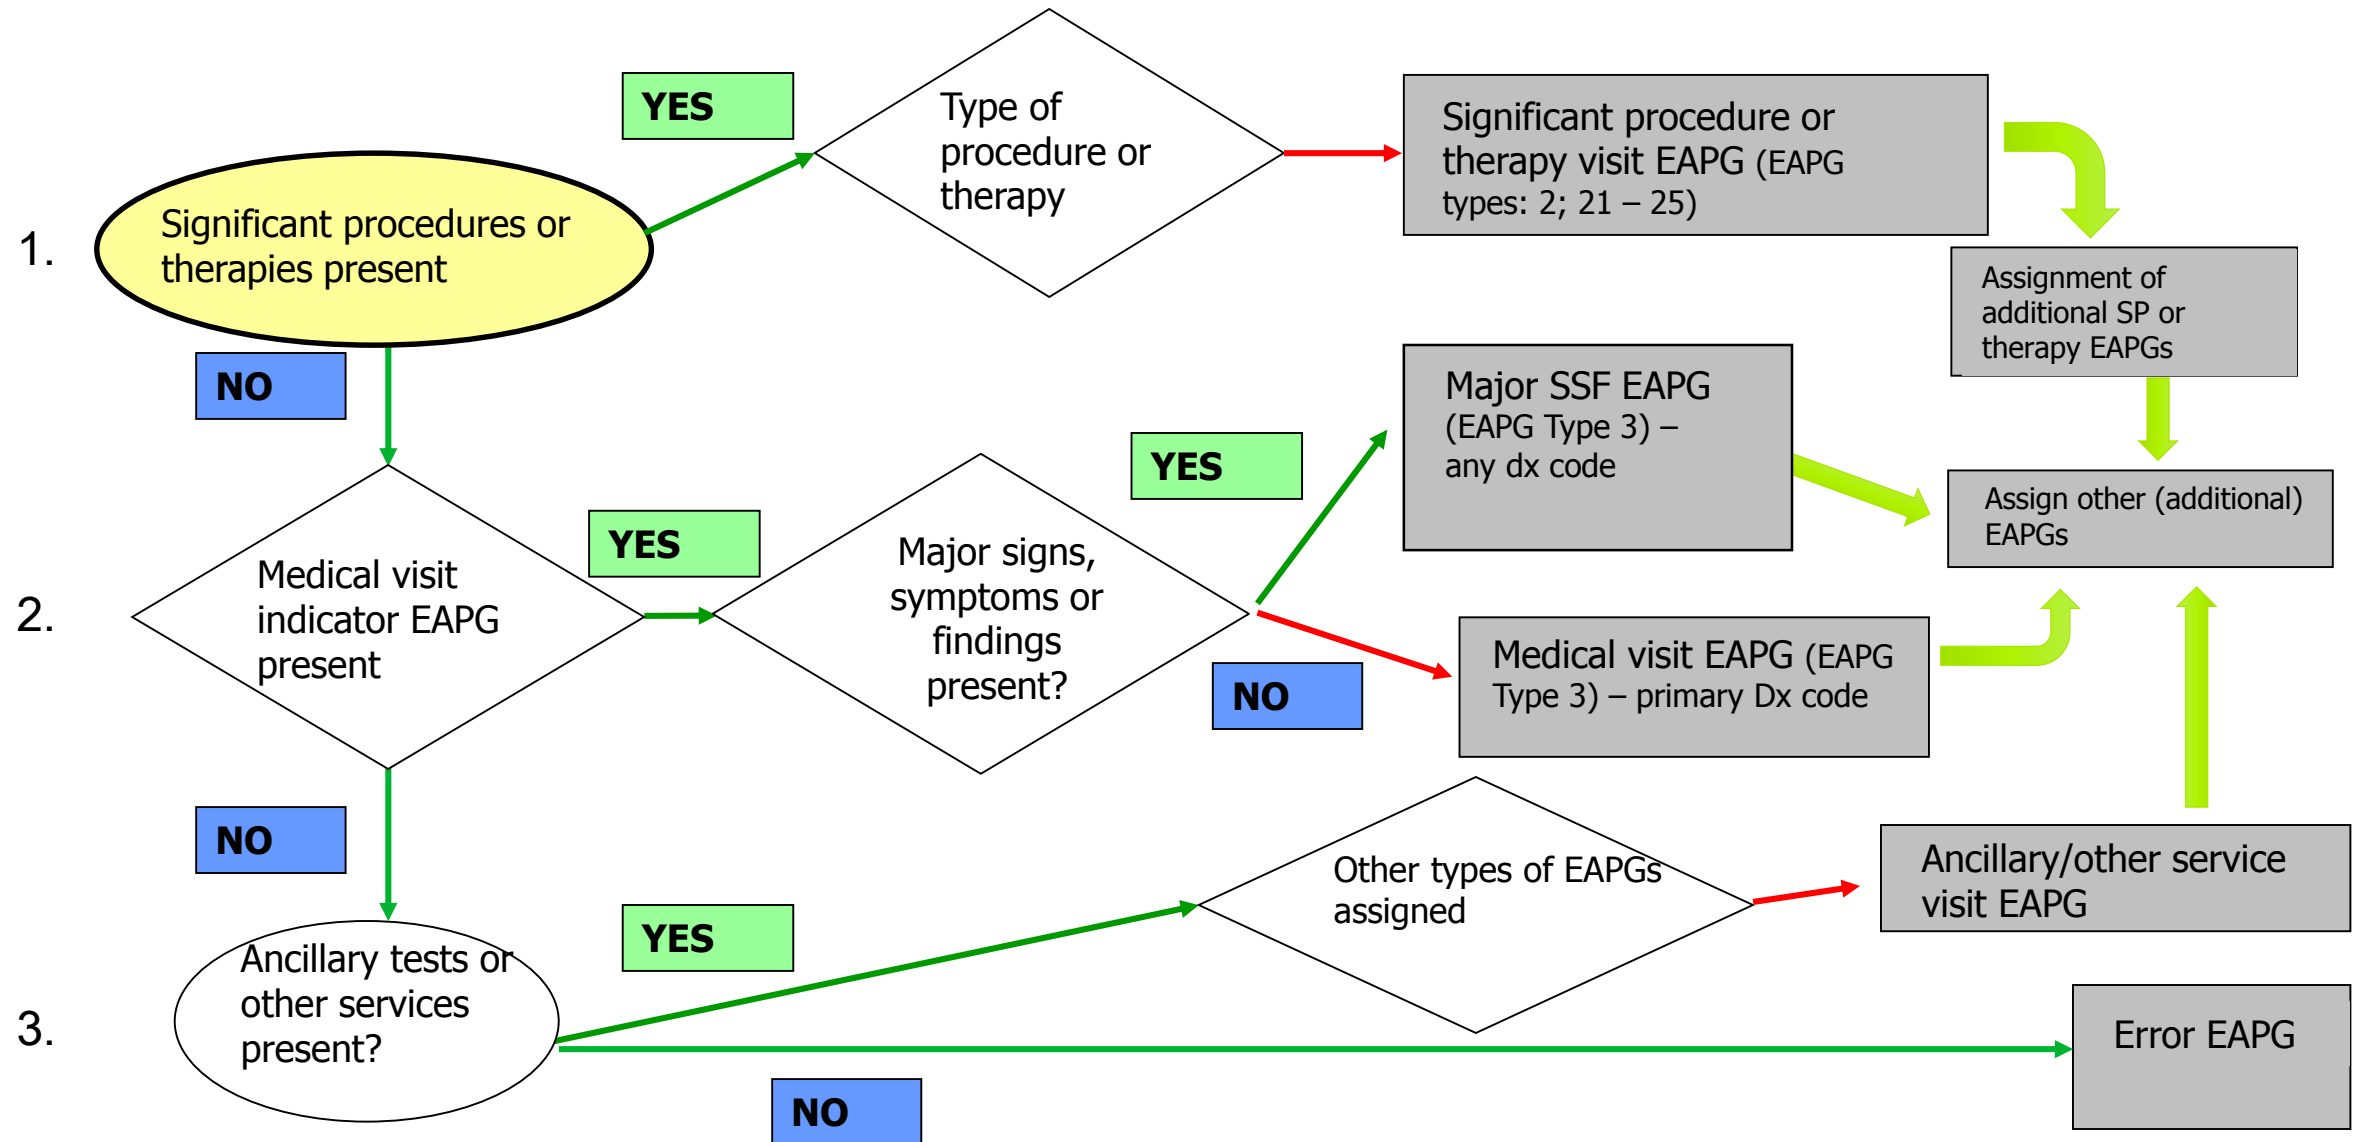 YES
Type of
procedure or
therapy
Significant procedure or
therapy visit EAPG (EAPG
types: 2; 21 – 25)
1.
Significant procedures or
therapies present
Assignment of
additional SP or
therapy EAPGs
NO
Major SSF EAPG
(EAPG Type 3) –
any dx code
YES
Assign other (additional)
EAPGs
2.
Medical visit
indicator EAPG
present
YES
Major signs,
symptoms or
findings
present?
NO
Medical visit EAPG (EAPG
Type 3) – primary Dx code
NO
Other types of EAPGs
assigned
Ancillary/other service
visit EAPG
YES
3.
Ancillary tests or
other services
present?
Error EAPG
NO